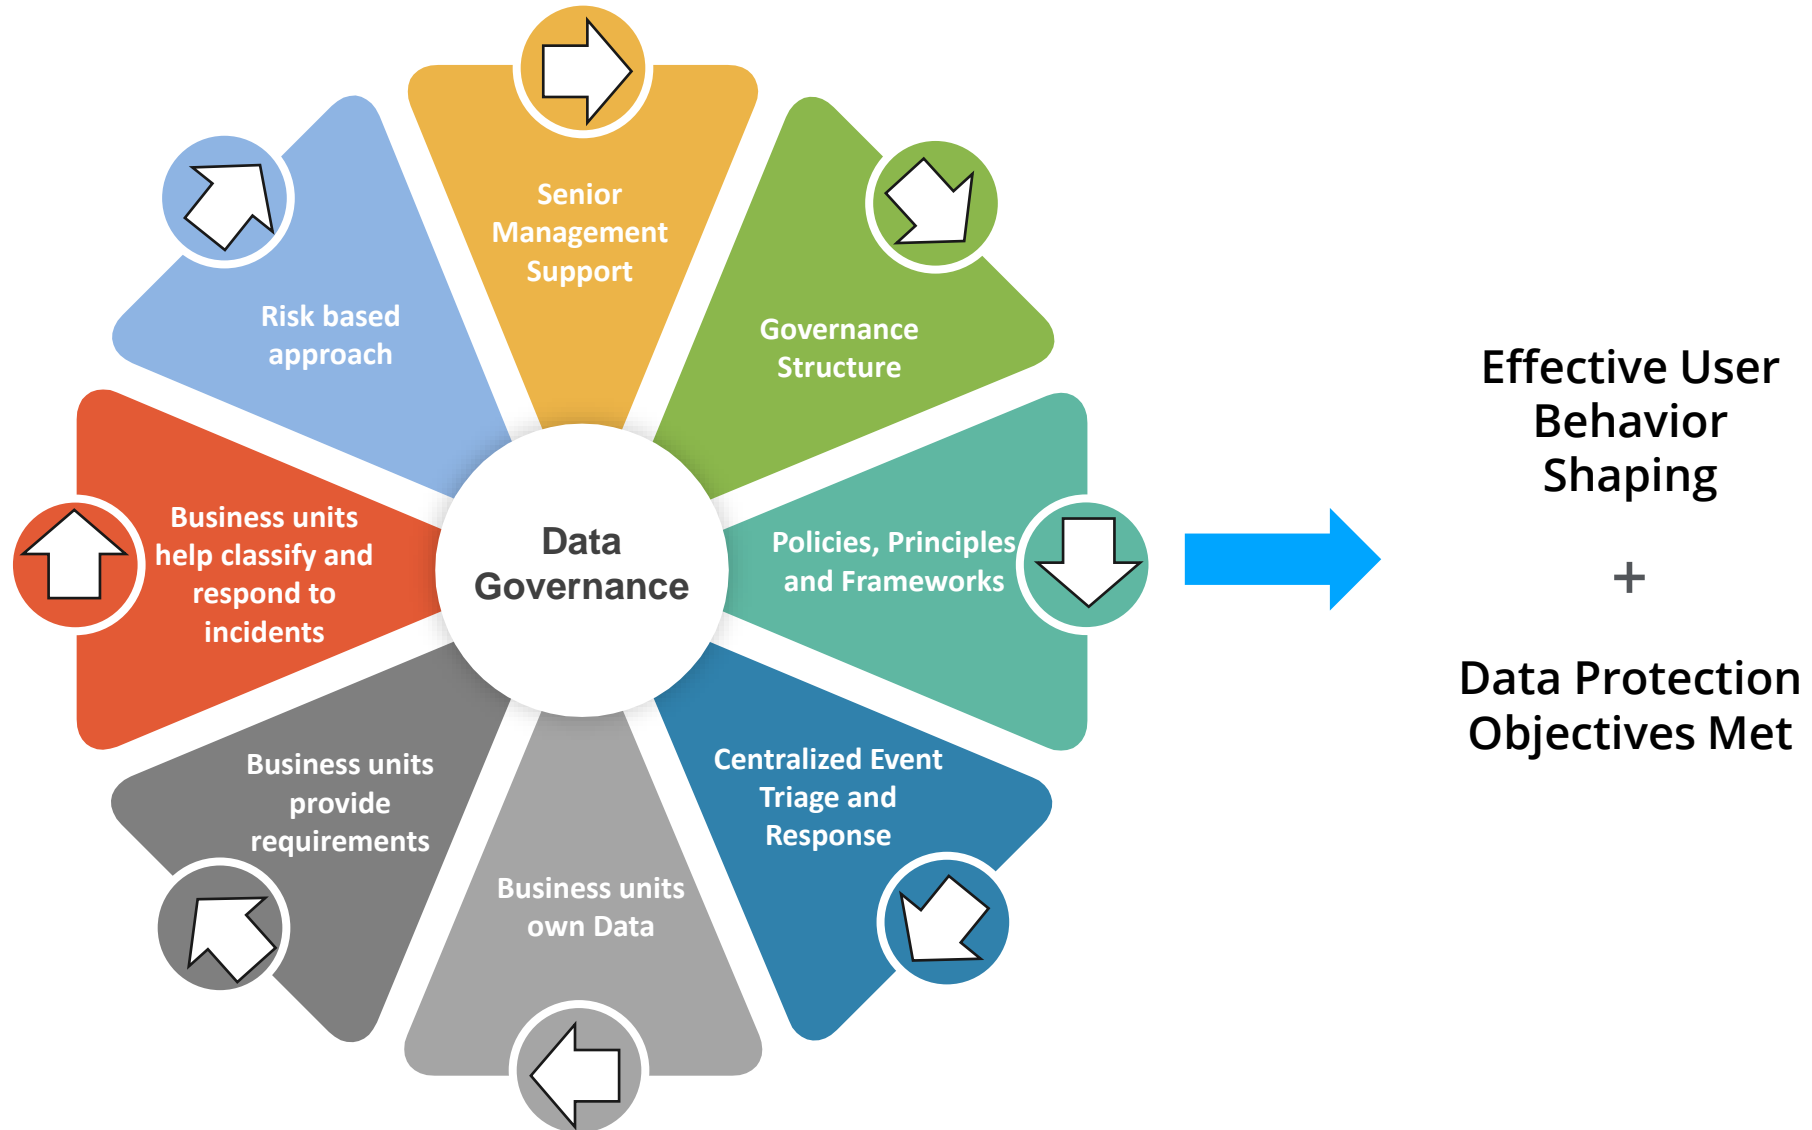 Senior
Management
Support
Governance
Structure
Policies, Principles
and Frameworks
Centralized Event
Triage and
Response
Business units
own Data
Business units
provide
requirements
Business units
help classify and
respond to
incidents
Risk based
approach
Data
Governance
Effective User
Behavior
Shaping
+
Data Protection
Objectives Met